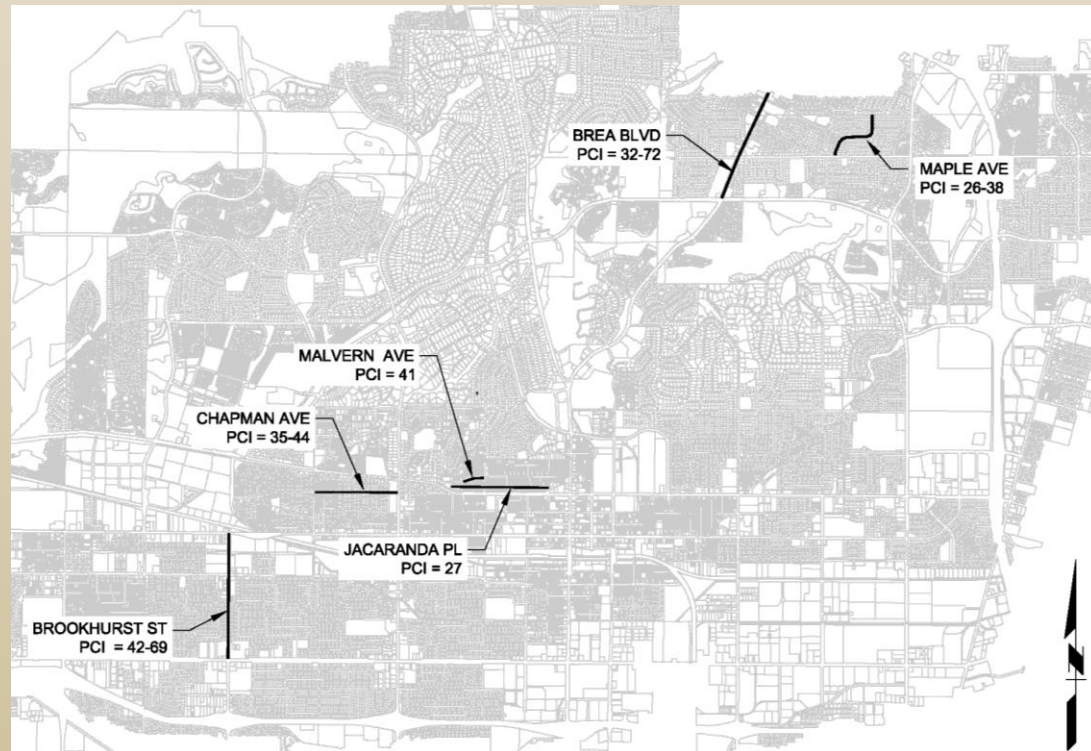 BREA BLVD
PCI = 32-72
MAPLE AVE
PCI = 26-38
MALVERN AVE
PCI = 41
CHAPMAN AVE
PCI = 35-44
JACARANDA PL
PCI = 27
BROOKHURST ST
PCI = 42-69
N